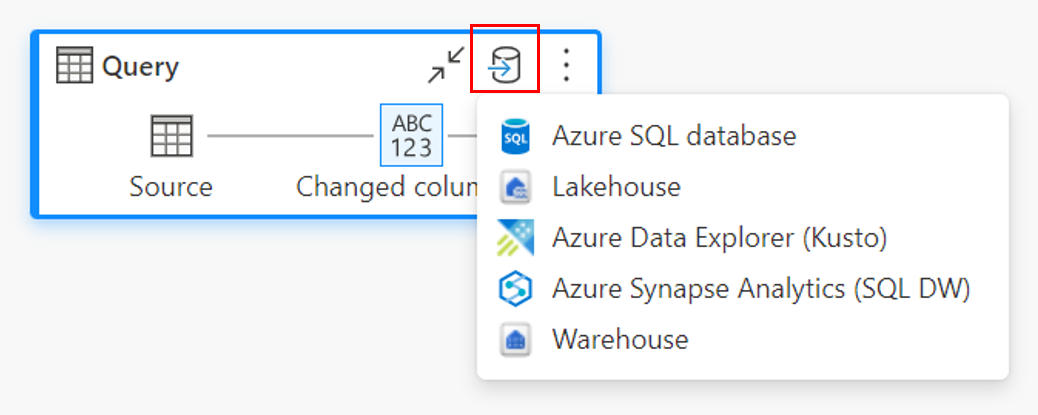 Query
ABC
123
Source
Changed colum
SQL
Azure SQL database
Lakehouse
Azure Data Explorer (Kusto)
Azure Synapse Analytics (SQL DW)
Warehouse